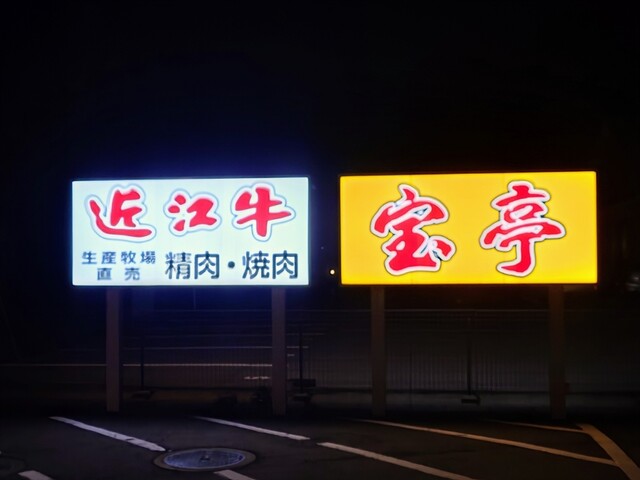 近江牛
生産牧場
直売
精肉・焼肉
宝亭